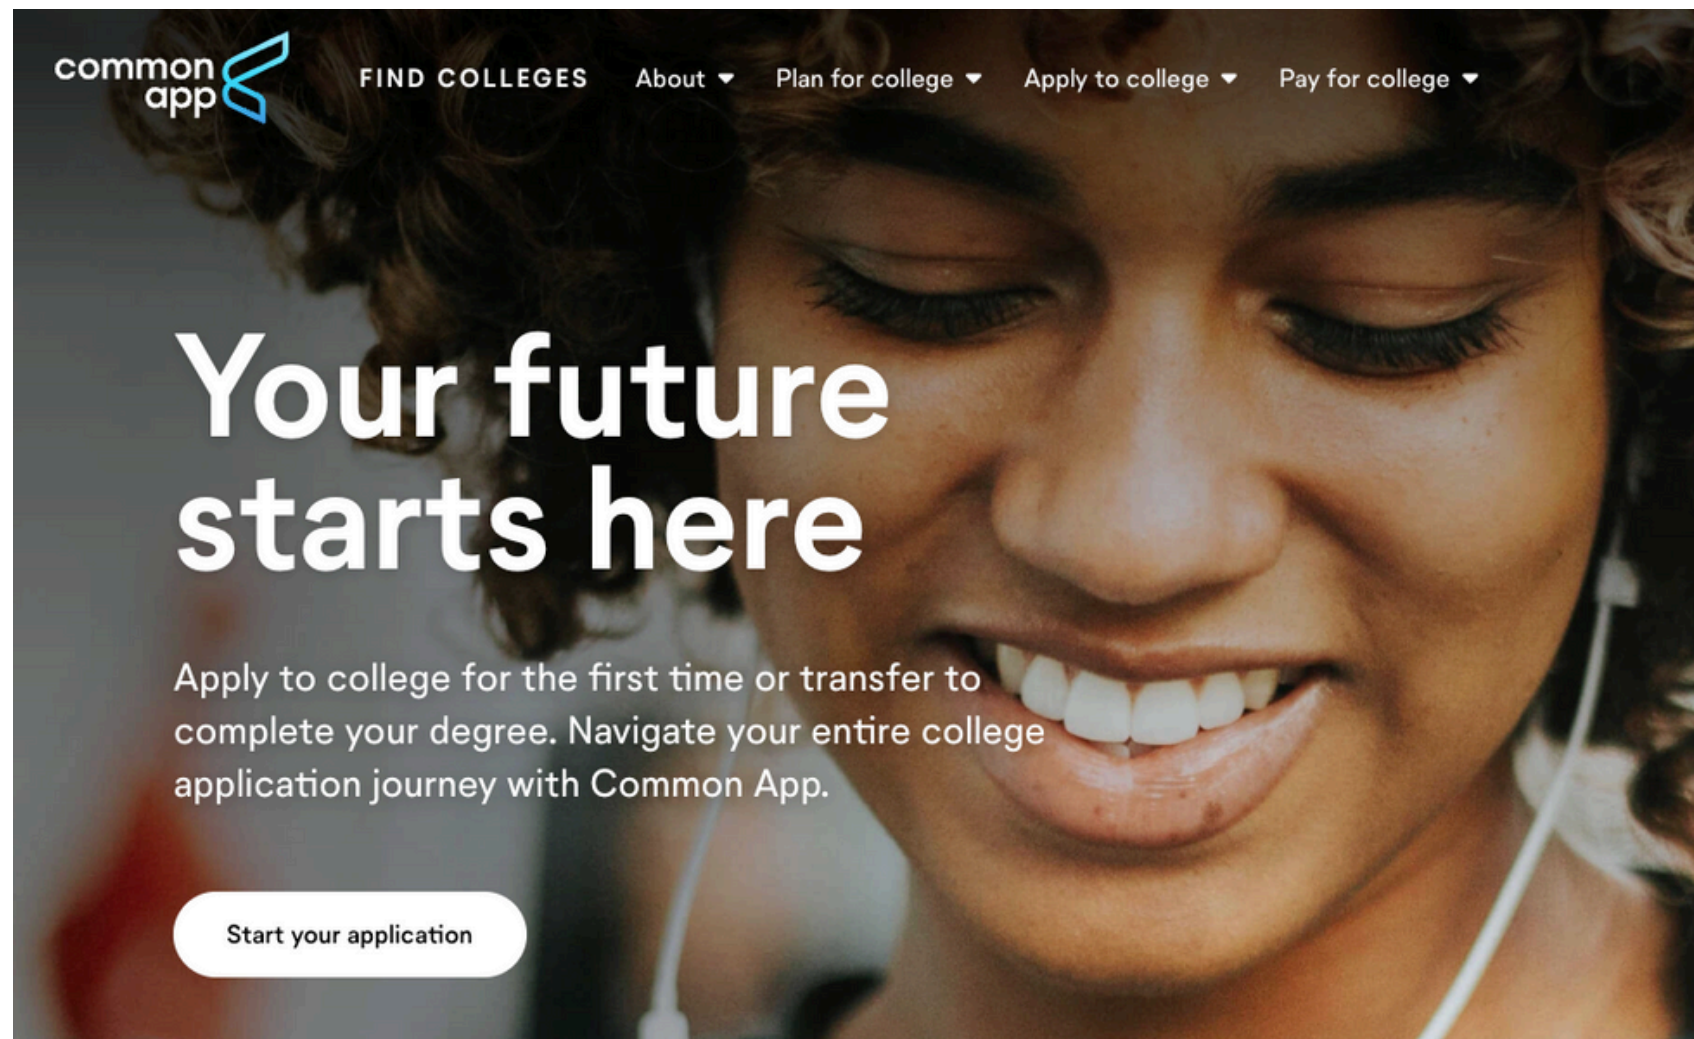 common
app
FIND COLLEGES About Plan for college Apply to college Pay for college
Your future
starts here
Apply to college for the first time or transfer to
complete your degree. Navigate your entire college
application journey with Common App.
Start your application